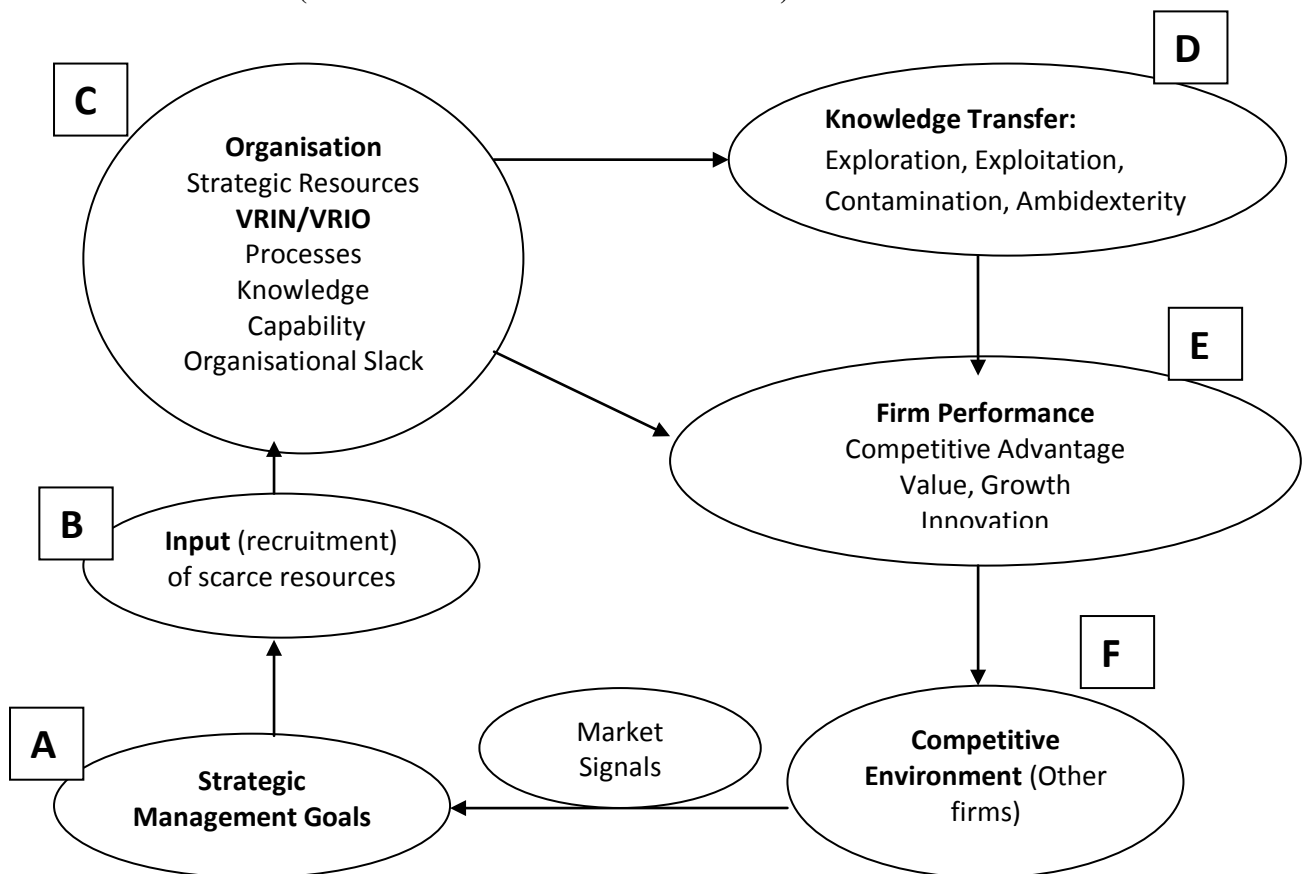 C
Organisation
Strategic Resources
VRIN/VRIO
Processes
Knowledge
Capability
Organisational Slack
D
Knowledge Transfer:
Exploration, Exploitation,
Contamination, Ambidexterity
E
Firm Performance
Competitive Advantage
Value, Growth
Innovation
B
Input (recruitment)
of scarce resources
F
Competitive
Environment (Other
firms)
Market
Signals
A
Strategic
Management Goals